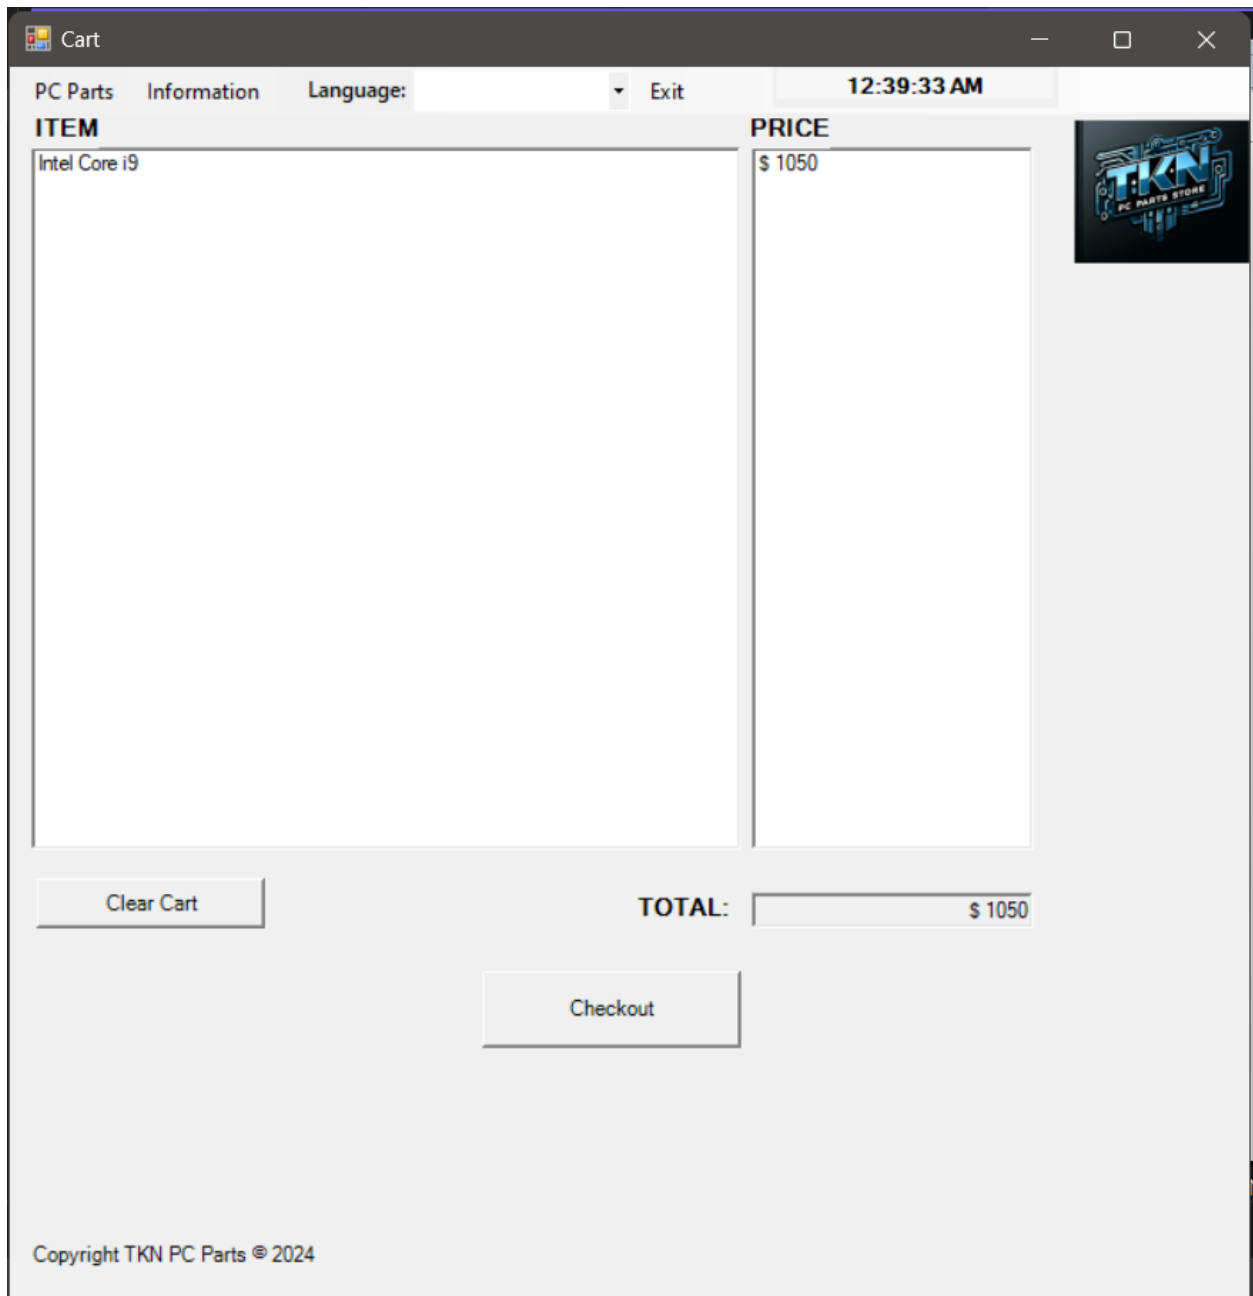 Cart
PC Parts Information Language: Exit 12:39:33 AM
ITEM PRICE
Intel Core i9 $ 1050
TKN
PC PARTS STORE
Clear Cart TOTAL: $ 1050
Checkout
Copyright TKN PC Parts © 2024